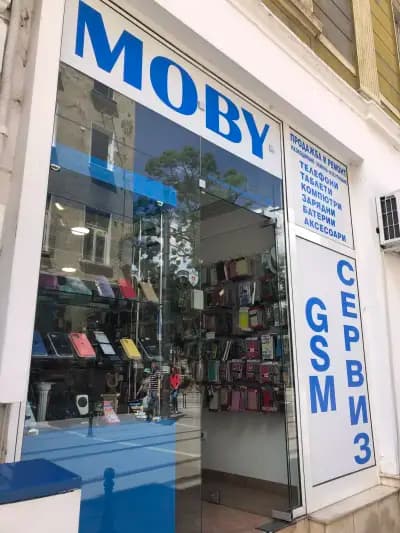 MOBY
ПРОДАЖБА И РЕМОНТ
ТЕЛЕФОНИ
ТАБЛЕТИ
КОМПЮТРИ
ЗАРЯДНИ
БАТЕРИИ
АКСЕСОАРИ
GSM
СЕРВИЗ